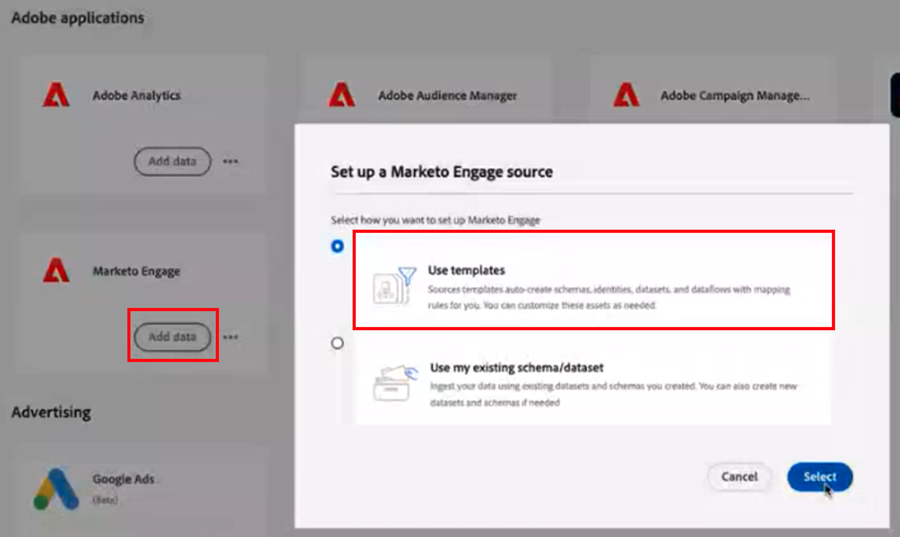 Adobe applications
Adobe Analytics
Adobe Audience Manager
Adobe Campaign Manage...
Add data
Set up a Marketo Engage source
Select how you want to set up Marketo Engage
Marketo Engage
Add data
Use templates
Sources templates auto-create schemas, identities, datasets, and dataflows with mapping
rules for you. You can customize these assets as needed.
Use my existing schema/dataset
Ingest your data using existing datasets and schemas you created. You can also create new
datasets and schemas if needed
Advertising
Google Ads
(Beta)
Cancel
Select